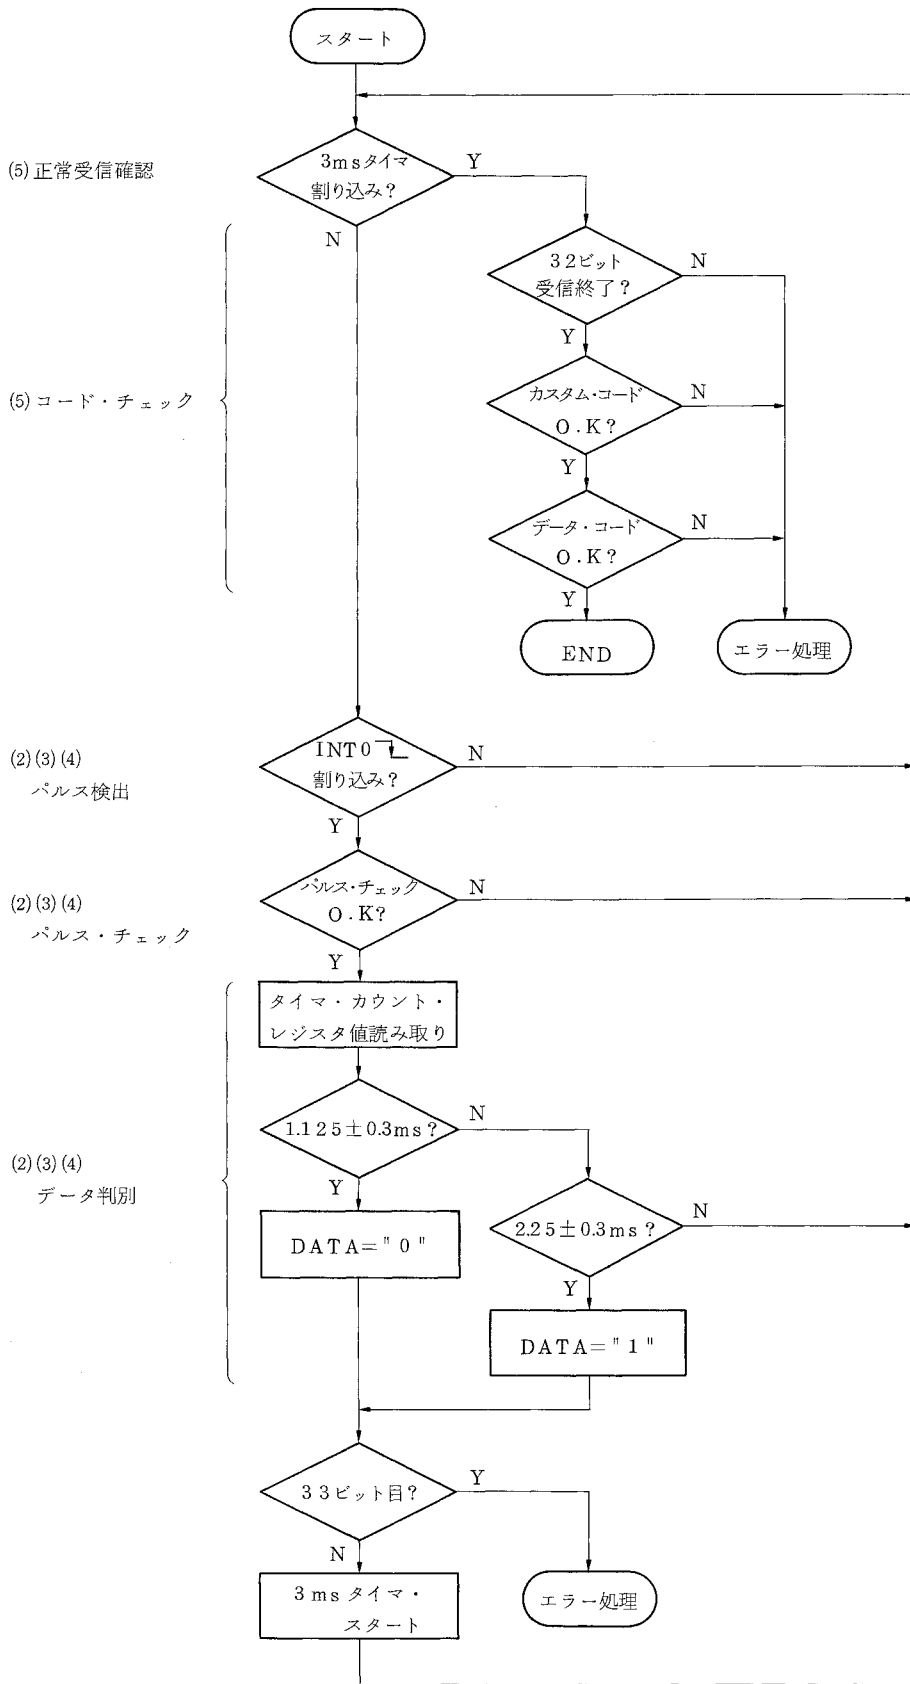 スタート
(5) 正常受信確認
3msタイマ
割り込み?
Y
N
32ビット
受信終了?
N
Y
(5) コード・チェック
カスタム・コード
O.K?
N
Y
データ・コード
O.K?
N
Y
END
エラー処理
(2)(3)(4)
パルス検出
INT0
割り込み?
N
Y
(2)(3)(4)
パルス・チェック
パルス・チェック
O.K?
N
Y
タイマ・カウント・
レジスタ値読み取り
(2)(3)(4)
データ判別
1.125±0.3ms?
N
Y
DATA="0"
2.25±0.3ms?
N
Y
DATA="1"
33ビット目?
Y
N
3msタイマ・
スタート
エラー処理